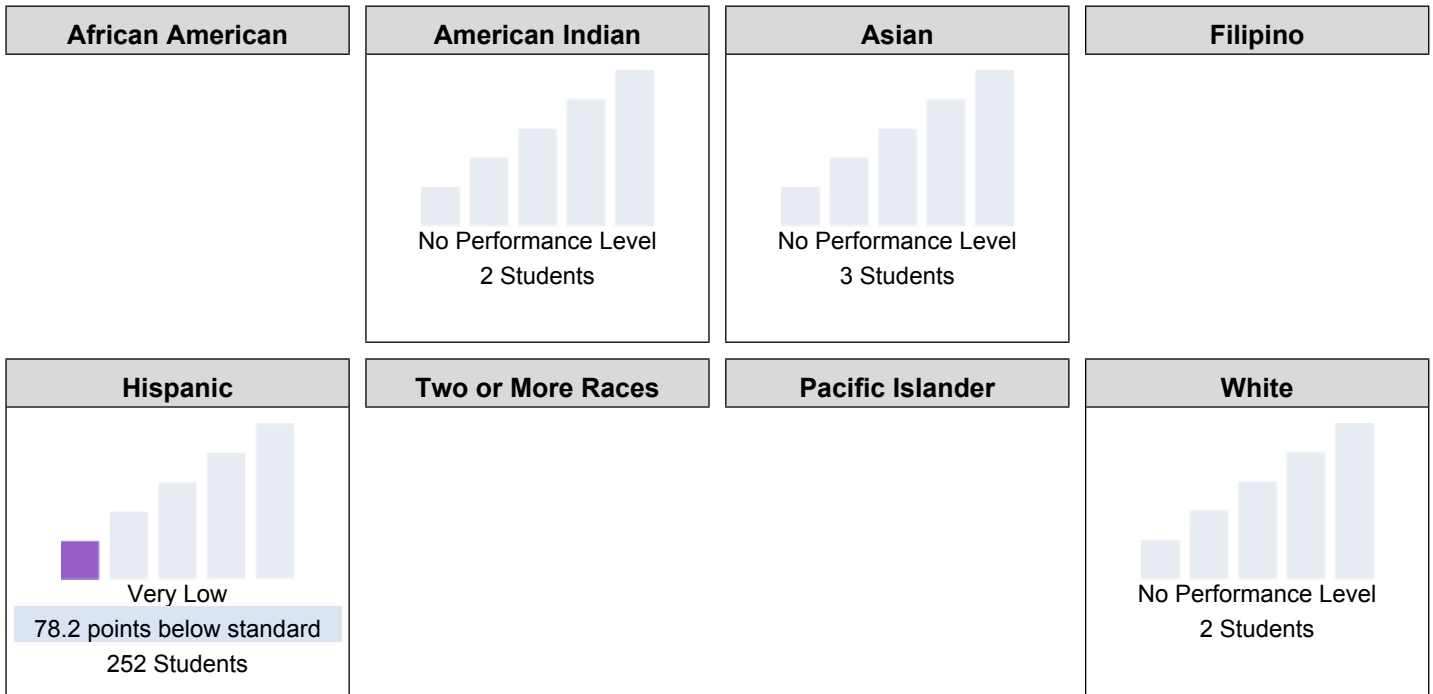 African American
American Indian
Asian
Filipino
No Performance Level
2 Students
No Performance Level
3 Students
Hispanic
Two or More Races
Pacific Islander
White
Very Low
78.2 points below standard
252 Students
No Performance Level
2 Students